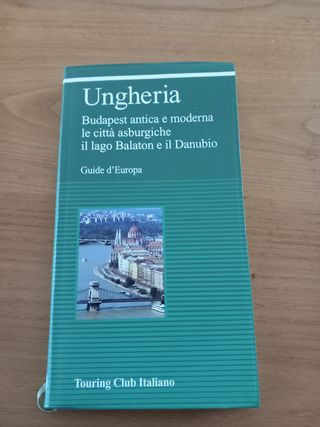 Ungheria
Budapest antica e moderna
le città asburgiche
il lago Balaton e il Danubio
Guide d'Europa
Touring Club Italiano